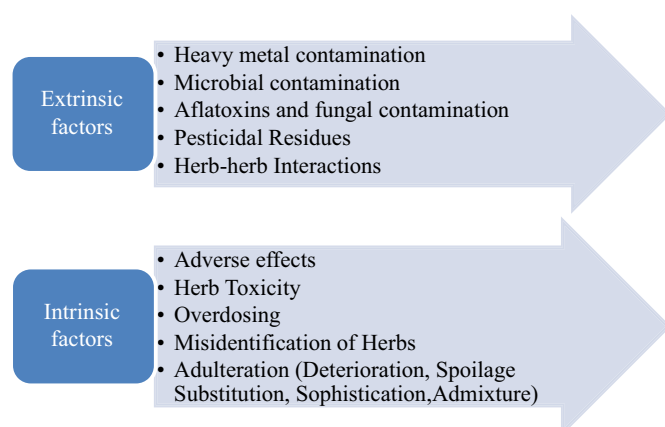 Extrinsic
factors
• Heavy metal contamination
• Microbial contamination
• Aflatoxins and fungal contamination
• Pesticidal Residues
• Herb-herb Interactions
Intrinsic
factors
• Adverse effects
• Herb Toxicity
• Overdosing
• Misidentification of Herbs
• Adulteration (Deterioration, Spoilage
Substitution, Sophistication,Admixture)